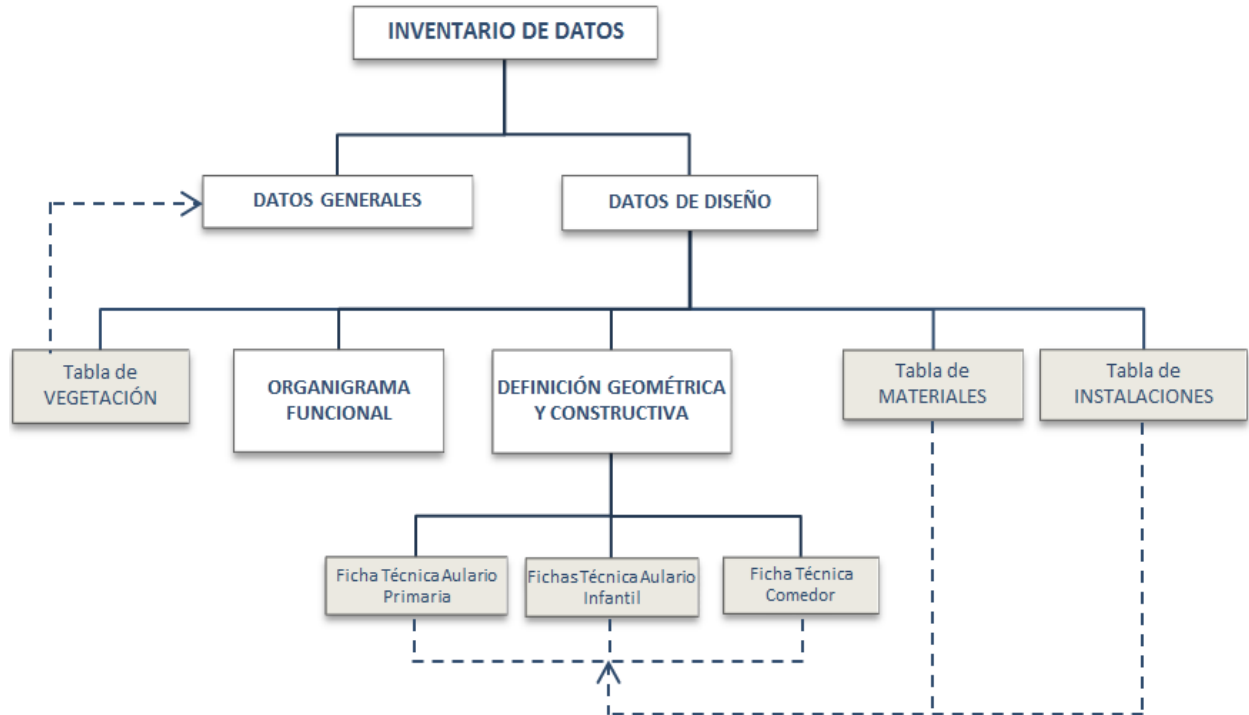 INVENTARIO DE DATOS
DATOS GENERALES
DATOS DE DISEÑO
Tabla de
VEGETACIÓN
ORGANIGRAMA
FUNCIONAL
DEFINICIÓN GEOMÉTRICA
Y CONSTRUCTIVA
Tabla de
MATERIALES
Tabla de
INSTALACIONES
Ficha Técnica Aulario
Primaria
Fichas Técnica Aulario
Infantil
Ficha Técnica
Comedor